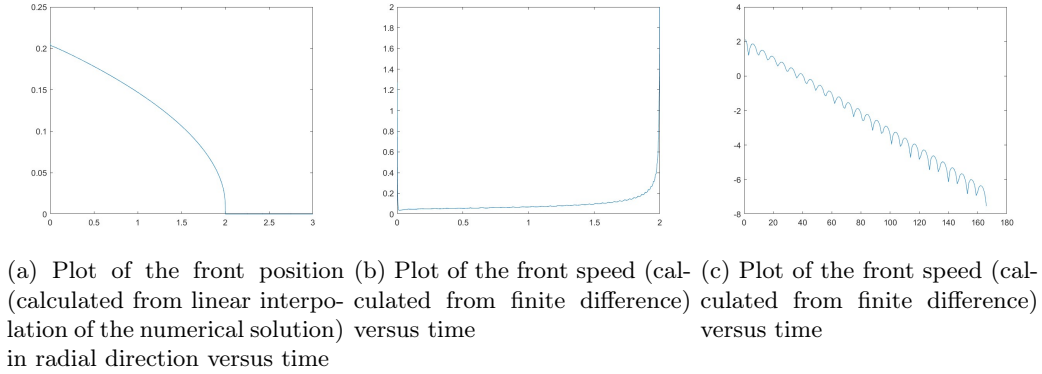 0.25
0.2
0.15
0.1
0.05
0
0 0.5 1 1.5 2 2.5 3
2
1.8
1.6
1.4
1.2
1
0.8
0.6
0.4
0.2
0
0 0.5 1 1.5 2
4
2
0
-2
-4
-6
-8
0 20 40 60 80 100 120 140 160 180
(a) Plot of the front position
(calculated from linear interpo-
lation of the numerical solution)
in radial direction versus time
(b) Plot of the front speed (cal-
culated from finite difference)
versus time
(c) Plot of the front speed (cal-
culated from finite difference)
versus time